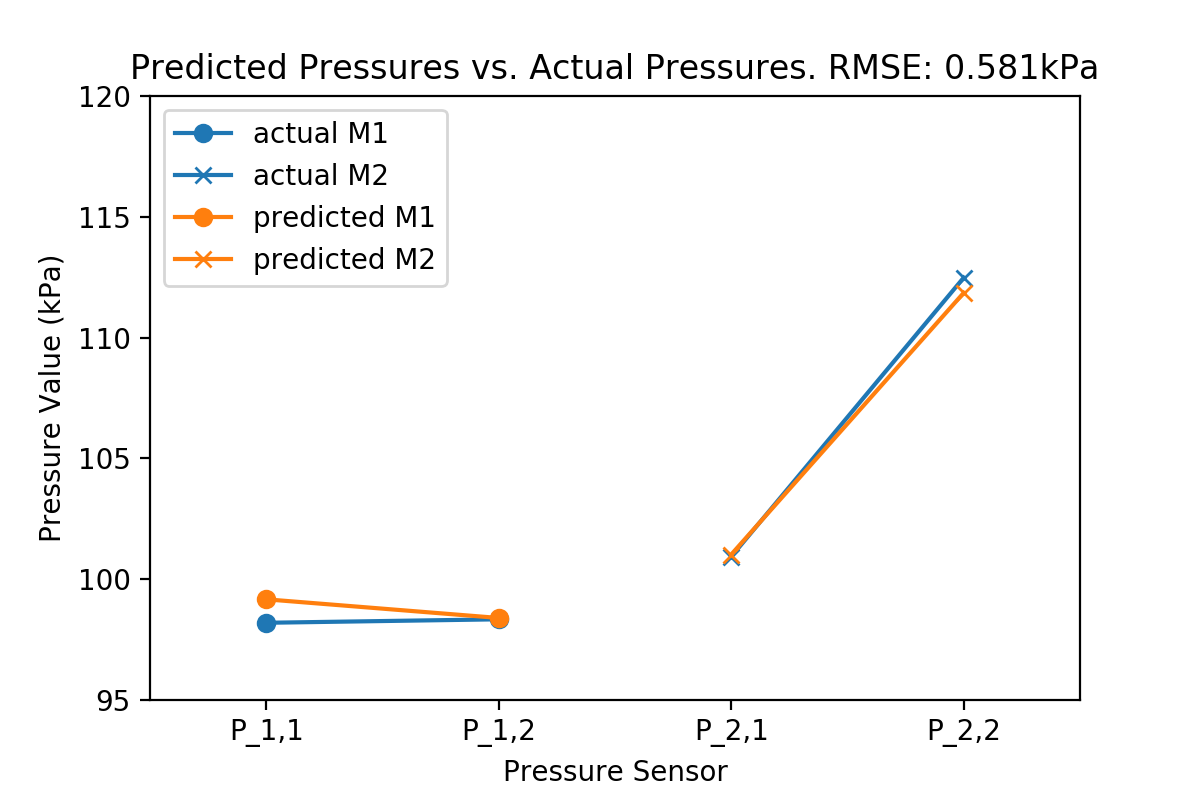 Predicted Pressures vs. Actual Pressures. RMSE: 0.581kPa
120
115
110
105
100
95
Pressure Value (kPa)
actual M1
actual M2
predicted M1
predicted M2
P_1,1
P_1,2
P_2,1
P_2,2
Pressure Sensor